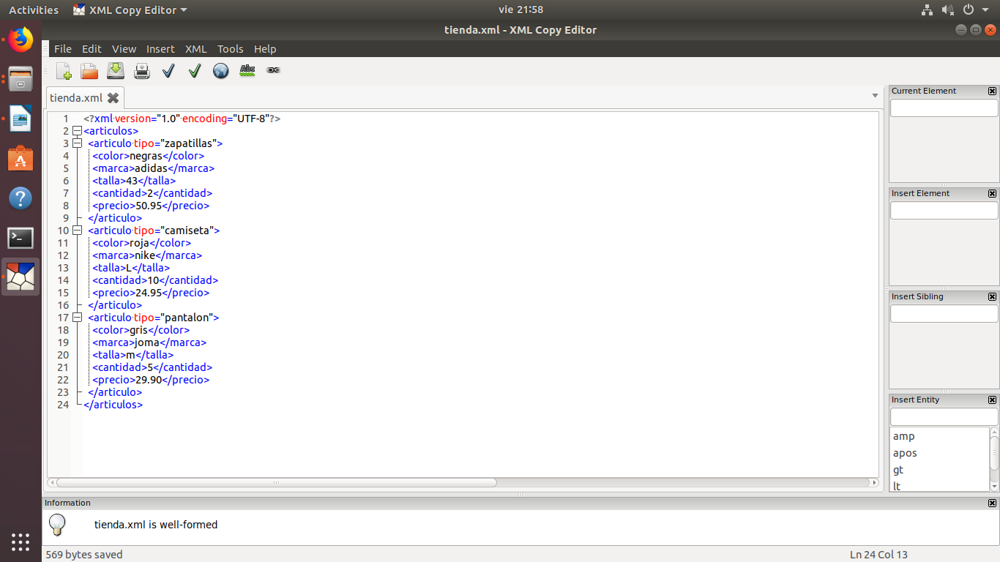 Activities XML Copy Editor vie 21:58
tienda.xml - XML Copy Editor
File Edit View Insert XML Tools Help
Abc
tienda.xml
1 <?xml version="1.0" encoding="UTF-8"?>
2 <articulos>
3 <articulo tipo="zapatillas">
4 <color>negras</color>
5 <marca>adidas</marca>
6 <talla>43</talla>
7 <cantidad>2</cantidad>
8 <precio>50.95</precio>
9 </articulo>
10 <articulo tipo="camiseta">
11 <color>roja</color>
12 <marca>nike</marca>
13 <talla>L</talla>
14 <cantidad>10</cantidad>
15 <precio>24.95</precio>
16 </articulo>
17 <articulo tipo="pantalon">
18 <color>gris</color>
19 <marca>joma</marca>
20 <talla>m</talla>
21 <cantidad>5</cantidad>
22 <precio>29.90</precio>
23 </articulo>
24 </articulos>
Current Element
Insert Element
Insert Sibling
Insert Entity
amp
apos
gt
lt
Information
tienda.xml is well-formed
569 bytes saved Ln 24 Col 13